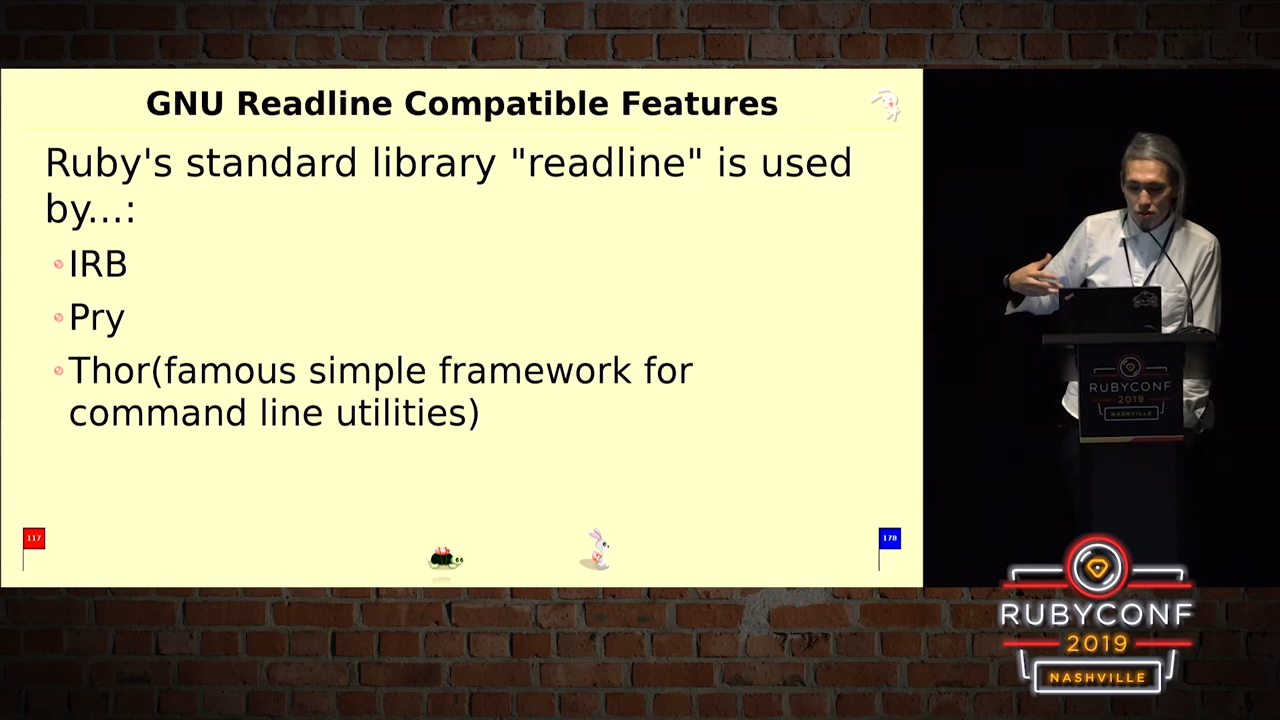 GNU Readline Compatible Features
Ruby's standard library "readline" is used
by...:
IRB
Pry
Thor(famous simple framework for
command line utilities)
117
178
RUBYCONF
2019
NASHVILLE
RUBYCONF
2019
NASHVILLE